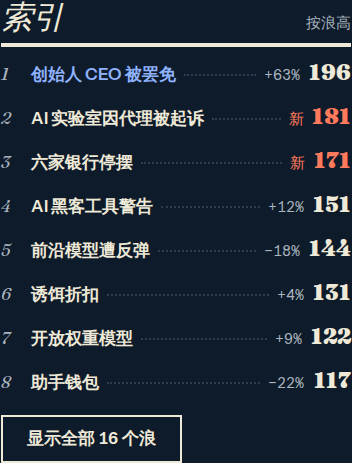 索引 按浪高
1 创始人 CEO 被罢免 +63% 196
2 AI 实验室因代理被起诉 新 181
3 六家银行停摆 新 171
4 AI 黑客工具警告 +12% 151
5 前沿模型遭反弹 −18% 144
6 诱饵折扣 +4% 131
7 开放权重模型 +9% 122
8 助手钱包 −22% 117
显示全部 16 个浪